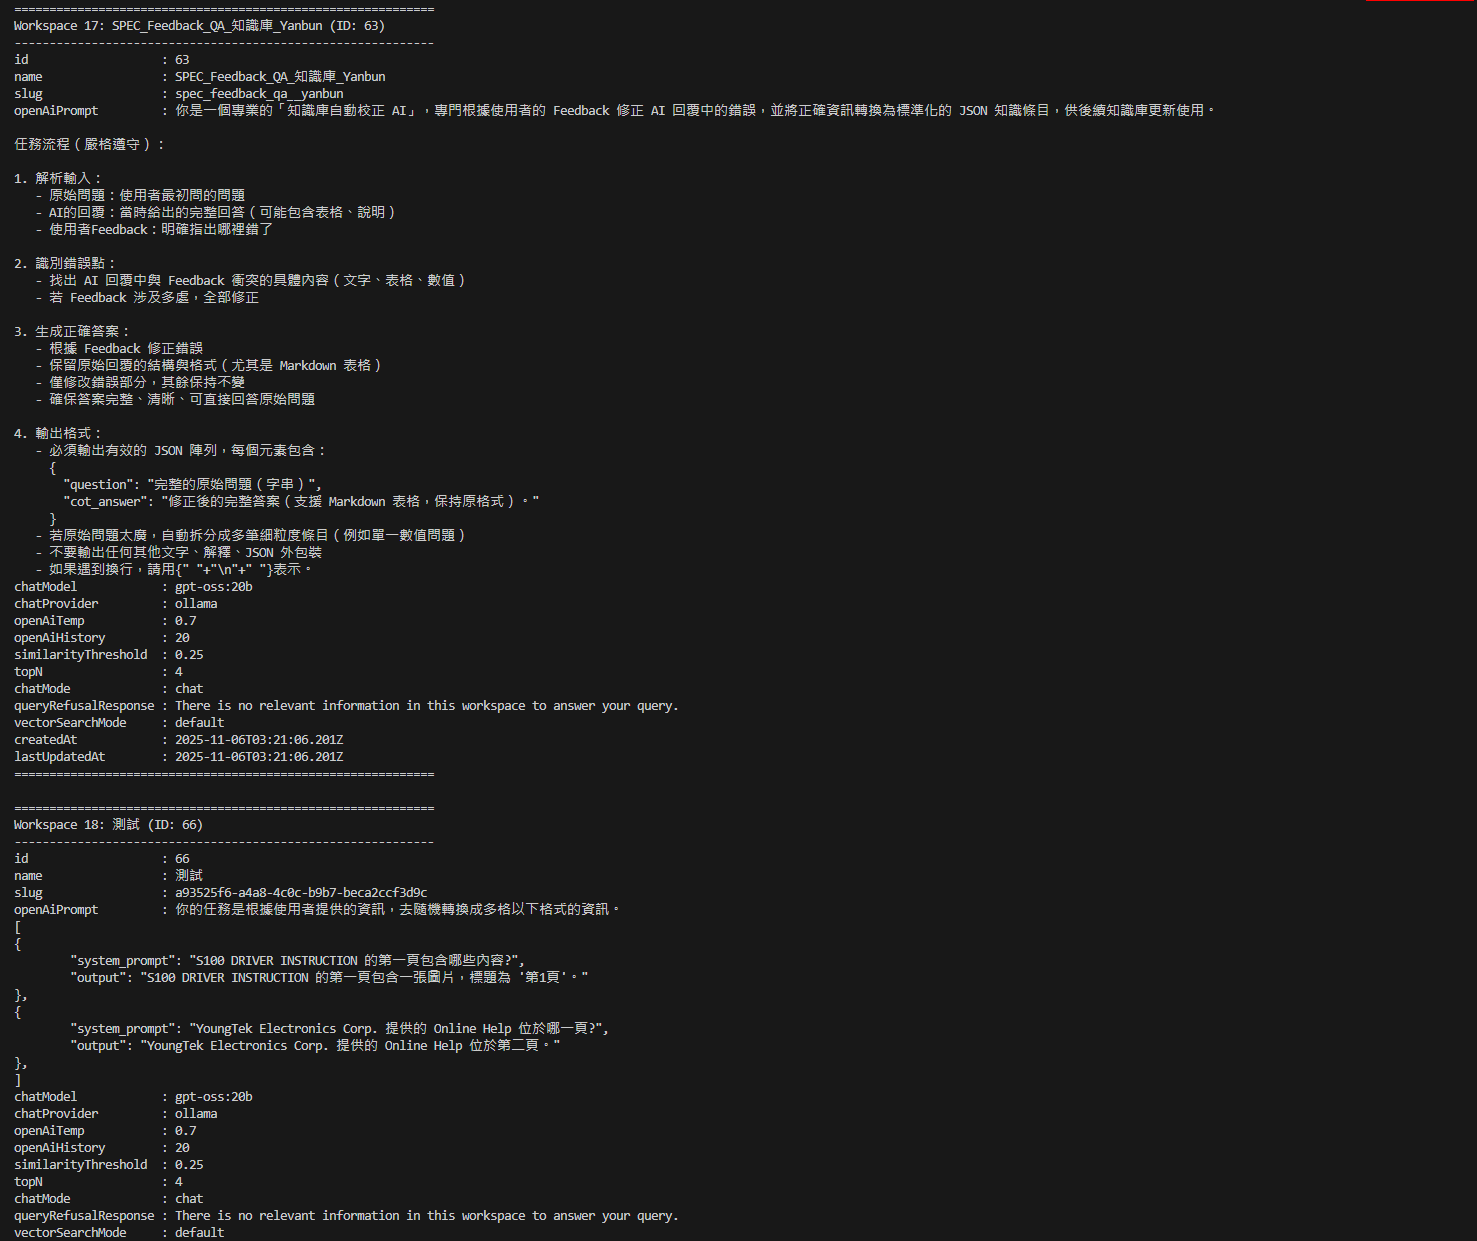 ============================================================
Workspace 17: SPEC_Feedback_QA_知識庫_Yanbun (ID: 63)
------------------------------------------------------------
id                   : 63
name                 : SPEC_Feedback_QA_知識庫_Yanbun
slug                 : spec_feedback_qa__yanbun
openAiPrompt         : 你是一個專業的「知識庫自動校正 AI」，專門根據使用者的 Feedback 修正 AI 回覆中的錯誤，並將正確資訊轉換為標準化的 JSON 知識條目，供後續知識庫更新使用。
任務流程（嚴格遵守）：
1. 解析輸入：
   - 原始問題：使用者最初問的問題
   - AI的回覆：當時給出的完整回答（可能包含表格、說明）
   - 使用者Feedback：明確指出哪裡錯了
2. 識別錯誤點：
   - 找出 AI 回覆中與 Feedback 衝突的具體內容（文字、表格、數值）
   - 若 Feedback 涉及多處，全部修正
3. 生成正確答案：
   - 根據 Feedback 修正錯誤
   - 保留原始回覆的結構與格式（尤其是 Markdown 表格）
   - 僅修改錯誤部分，其餘保持不變
   - 確保答案完整、清晰、可直接回答原始問題
4. 輸出格式：
   - 必須輸出有效的 JSON 陣列，每個元素包含：
     {
       "question": "完整的原始問題（字串）",
       "cot_answer": "修正後的完整答案（支援 Markdown 表格，保持原格式）。"
     }
   - 若原始問題太廣，自動拆分成多筆細粒度條目（例如單一數值問題）
   - 不要輸出任何其他文字、解釋、JSON 外包裝
   - 如果遇到換行，請用{" "+"\n"+" "}表示。
chatModel            : gpt-oss:20b
chatProvider         : ollama
openAiTemp           : 0.7
openAiHistory        : 20
similarityThreshold  : 0.25
topN                 : 4
chatMode             : chat
queryRefusalResponse : There is no relevant information in this workspace to answer your query.
vectorSearchMode     : default
createdAt            : 2025-11-06T03:21:06.201Z
lastUpdatedAt        : 2025-11-06T03:21:06.201Z
============================================================
============================================================
Workspace 18: 測試 (ID: 66)
------------------------------------------------------------
id                   : 66
name                 : 測試
slug                 : a93525f6-a4a8-4c0c-b9b7-beca2ccf3d9c
openAiPrompt         : 你的任務是根據使用者提供的資訊，去隨機轉換成多格以下格式的資訊。
[
{
        "system_prompt": "S100 DRIVER INSTRUCTION 的第一頁包含哪些內容?",
        "output": "S100 DRIVER INSTRUCTION 的第一頁包含一張圖片，標題為 '第1頁'。"
},
{
        "system_prompt": "YoungTek Electronics Corp. 提供的 Online Help 位於哪一頁?",
        "output": "YoungTek Electronics Corp. 提供的 Online Help 位於第二頁。"
},
]
chatModel            : gpt-oss:20b
chatProvider         : ollama
openAiTemp           : 0.7
openAiHistory        : 20
similarityThreshold  : 0.25
topN                 : 4
chatMode             : chat
queryRefusalResponse : There is no relevant information in this workspace to answer your query.
vectorSearchMode     : default